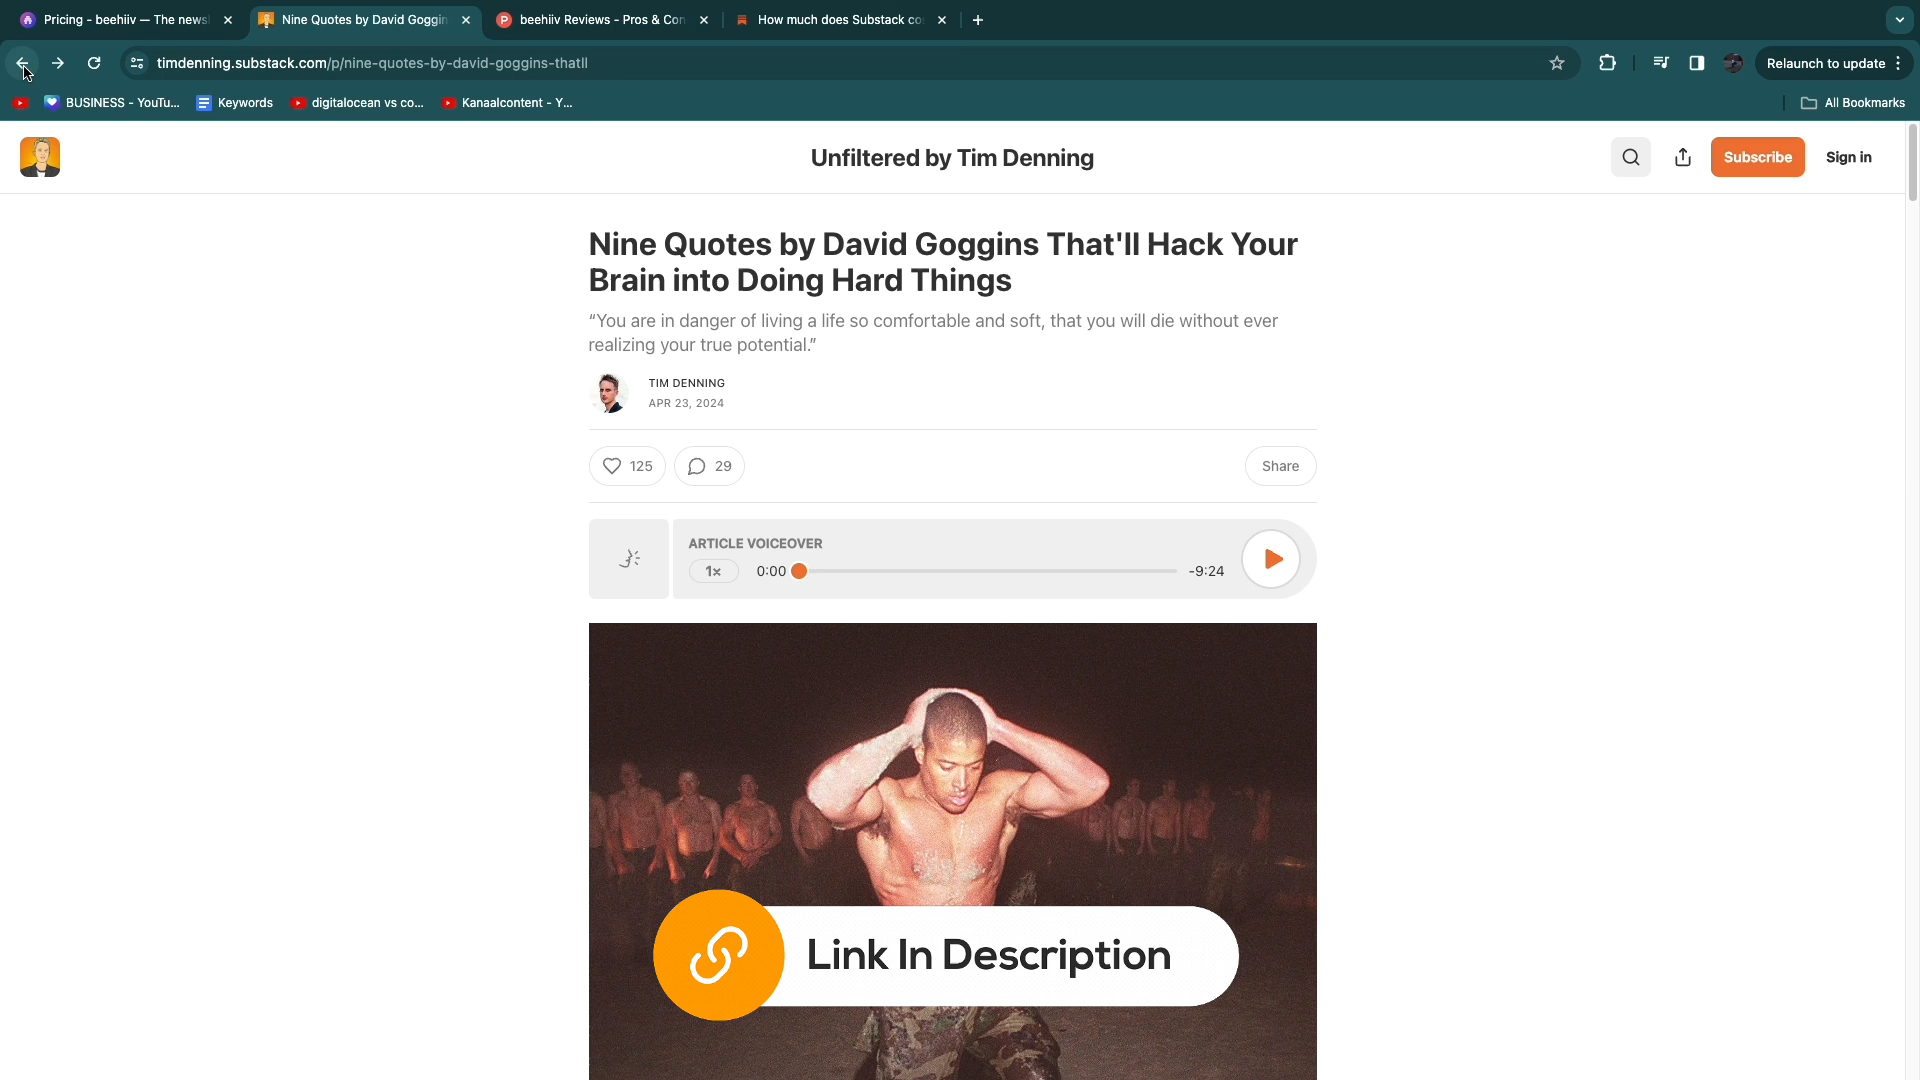 Pricing - beehiiv — The news
Nine Quotes by David Goggin
beehiiv Reviews - Pros & Con
How much does Substack co
timdenning.substack.com/p/nine-quotes-by-david-goggins-thatll
Relaunch to update
BUSINESS - YouTu...
Keywords
digitalocean vs co...
Kanaalcontent - Y...
All Bookmarks
Unfiltered by Tim Denning
Subscribe
Sign in
Nine Quotes by David Goggins That'll Hack Your
Brain into Doing Hard Things
“You are in danger of living a life so comfortable and soft, that you will die without ever
realizing your true potential.”
TIM DENNING
APR 23, 2024
125
29
Share
ARTICLE VOICEOVER
1×
0:00
-9:24
Link In Description